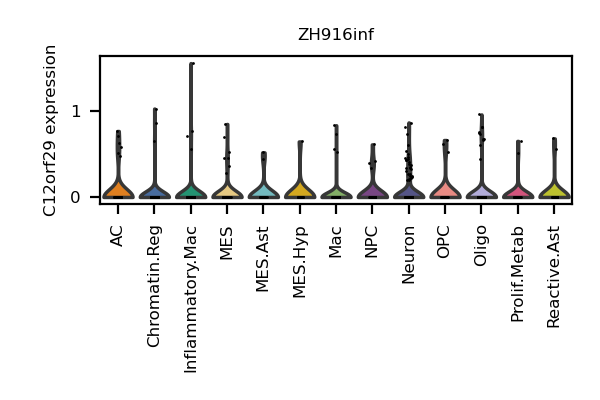 ZH916inf
C12orf29 expression
1
0
AC
Chromatin.Reg
Inflammatory.Mac
MES
MES.Ast
MES.Hyp
Mac
NPC
Neuron
OPC
Oligo
Prolif.Metab
Reactive.Ast